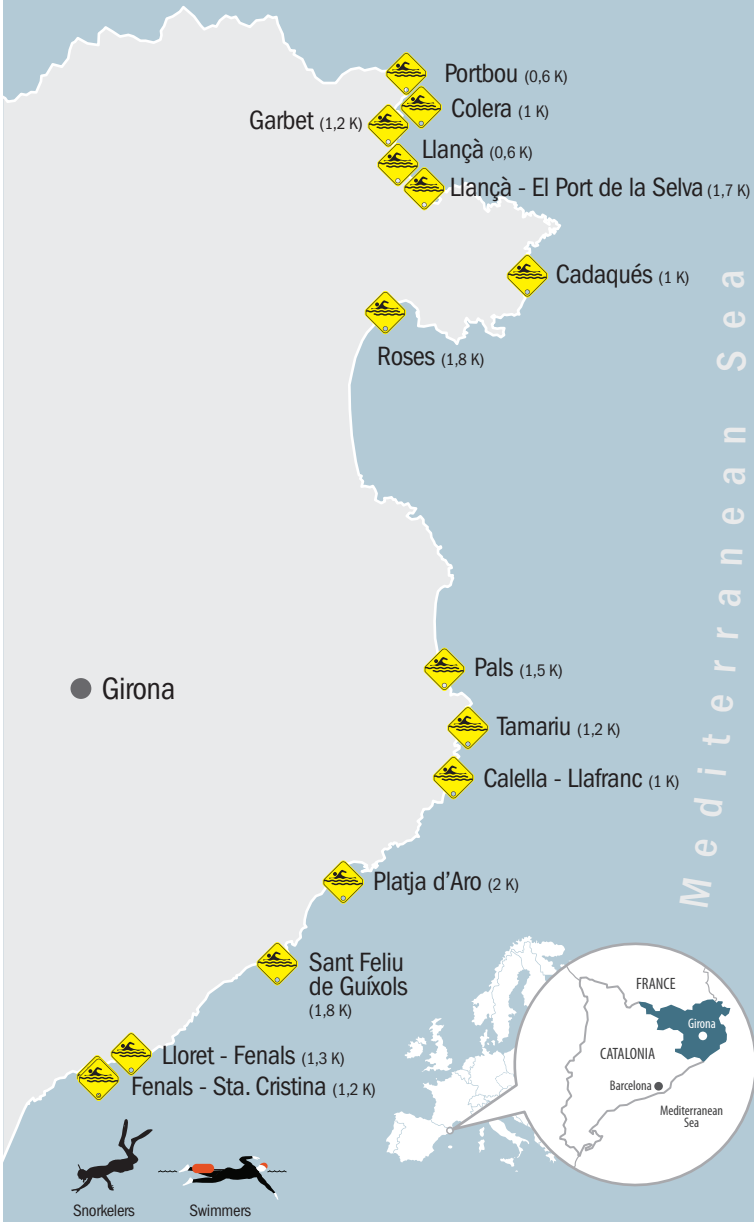 Portbou (0,6 K)
Colera (1 K)
Garbet (1,2 K)
Llançà (0,6 K)
Llançà - El Port de la Selva (1,7 K)
Cadaqués (1 K)
Roses (1,8 K)
Mediterranean Sea
Pals (1,5 K)
Girona
Tamariu (1,2 K)
Calella - Llafranc (1 K)
Platja d'Aro (2 K)
Sant Feliu
de Guíxols
(1,8 K)
Lloret - Fenals (1,3 K)
Fenals - Sta. Cristina (1,2 K)
FRANCE
Girona
CATALONIA
Barcelona
Mediterranean
Sea
Snorkelers
Swimmers